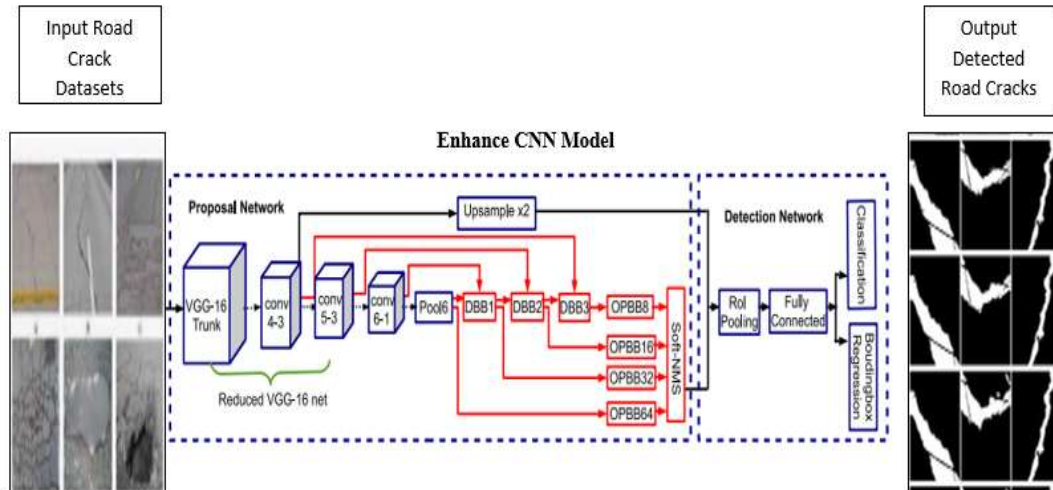 Input Road
Crack
Datasets
Output
Detected
Road Cracks
Enhance CNN Model
Proposal Network
Upsample x2
Detection Network
VGG-16
Trunk
conv
4-3
conv
5-3
conv
6-1
Pool6
DBB1
DBB2
DBB3
OPBB8
OPBB16
OPBB32
OPBB64
Soft-NMS
Reduced VGG-16 net
RoI
Pooling
Fully
Connected
Classification
Boudingbox
Regression